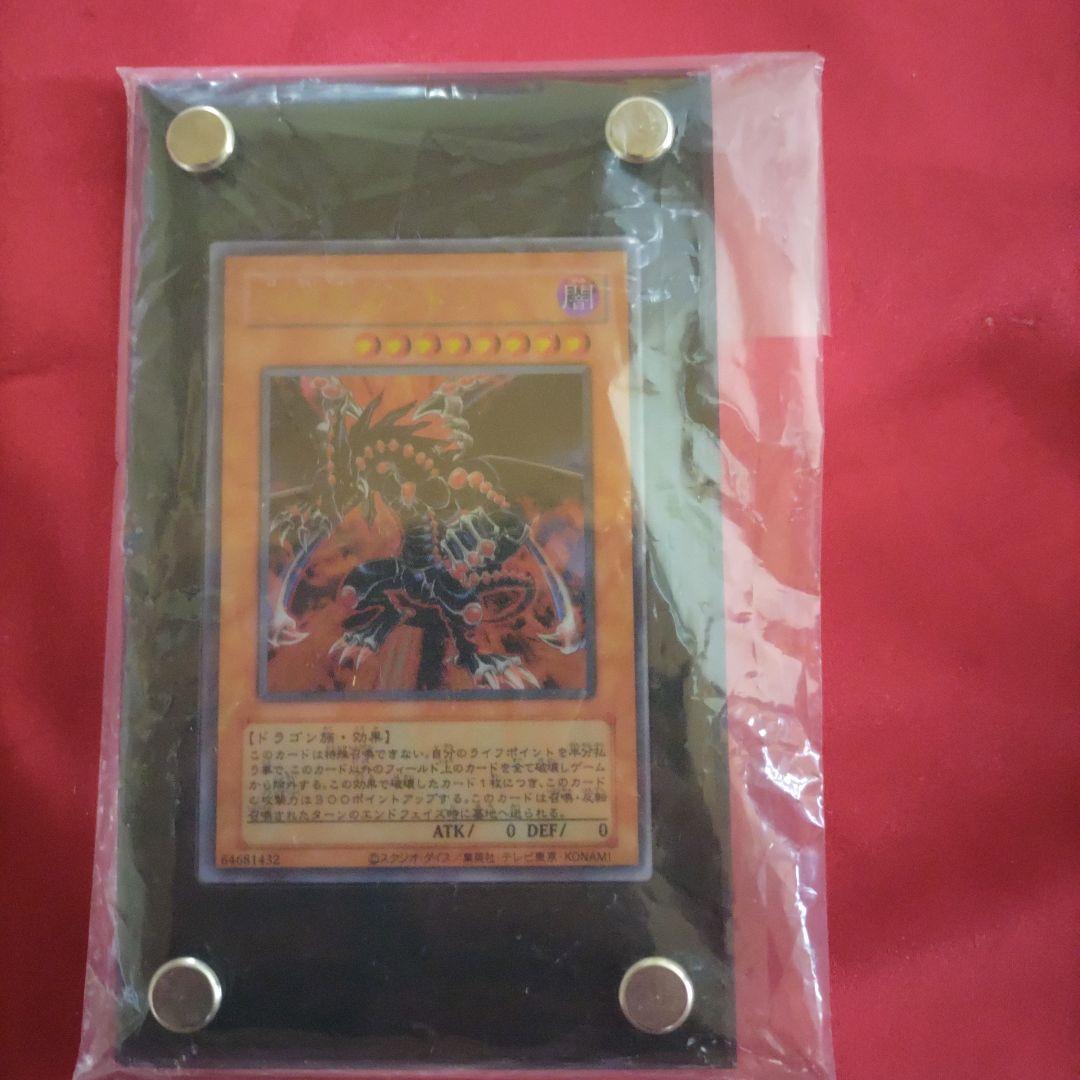 闇
【ドラゴン族・効果】
このカードは特殊召喚できない。自分のライフポイントを半分払
う事で、このカード以外のフィールド上のカードを全て破壊しゲーム
から除外する。この効果で破壊したカード1枚につき、このカード
の攻撃力は300ポイントアップする。このカードは召喚・反転
召喚されたターンのエンドフェイズ時に墓地へ送られる。
ATK/ 0 DEF/ 0
64681432 ©スタジオ・ダイス/集英社・テレビ東京・KONAMI